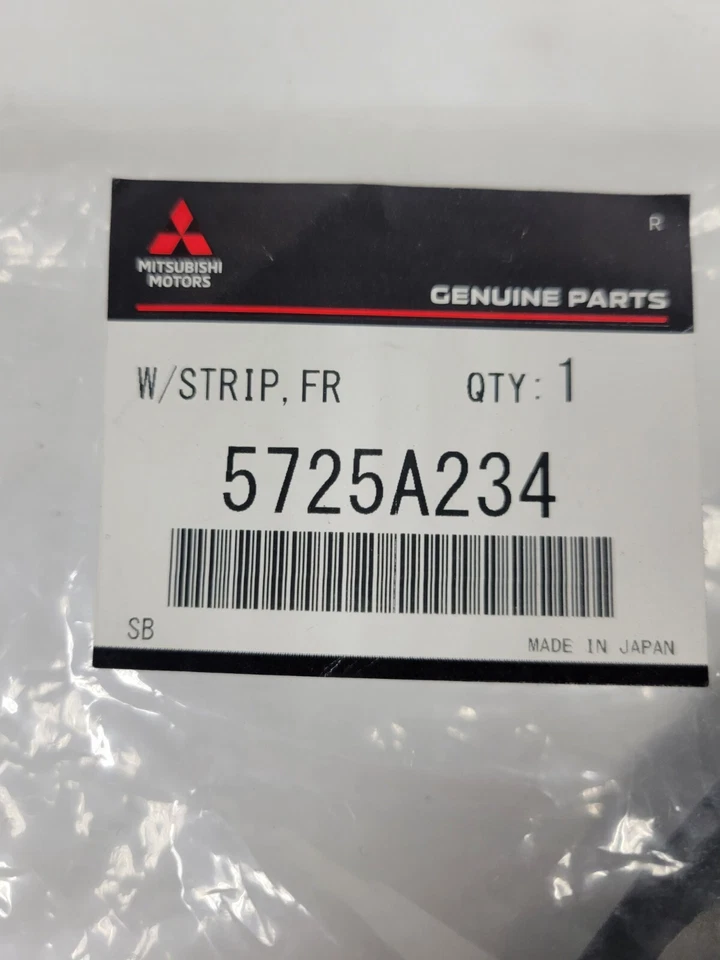 R
MITSUBISHI
MOTORS
GENUINE PARTS
W/STRIP, FR QTY: 1
5725A234
SB
MADE IN JAPAN